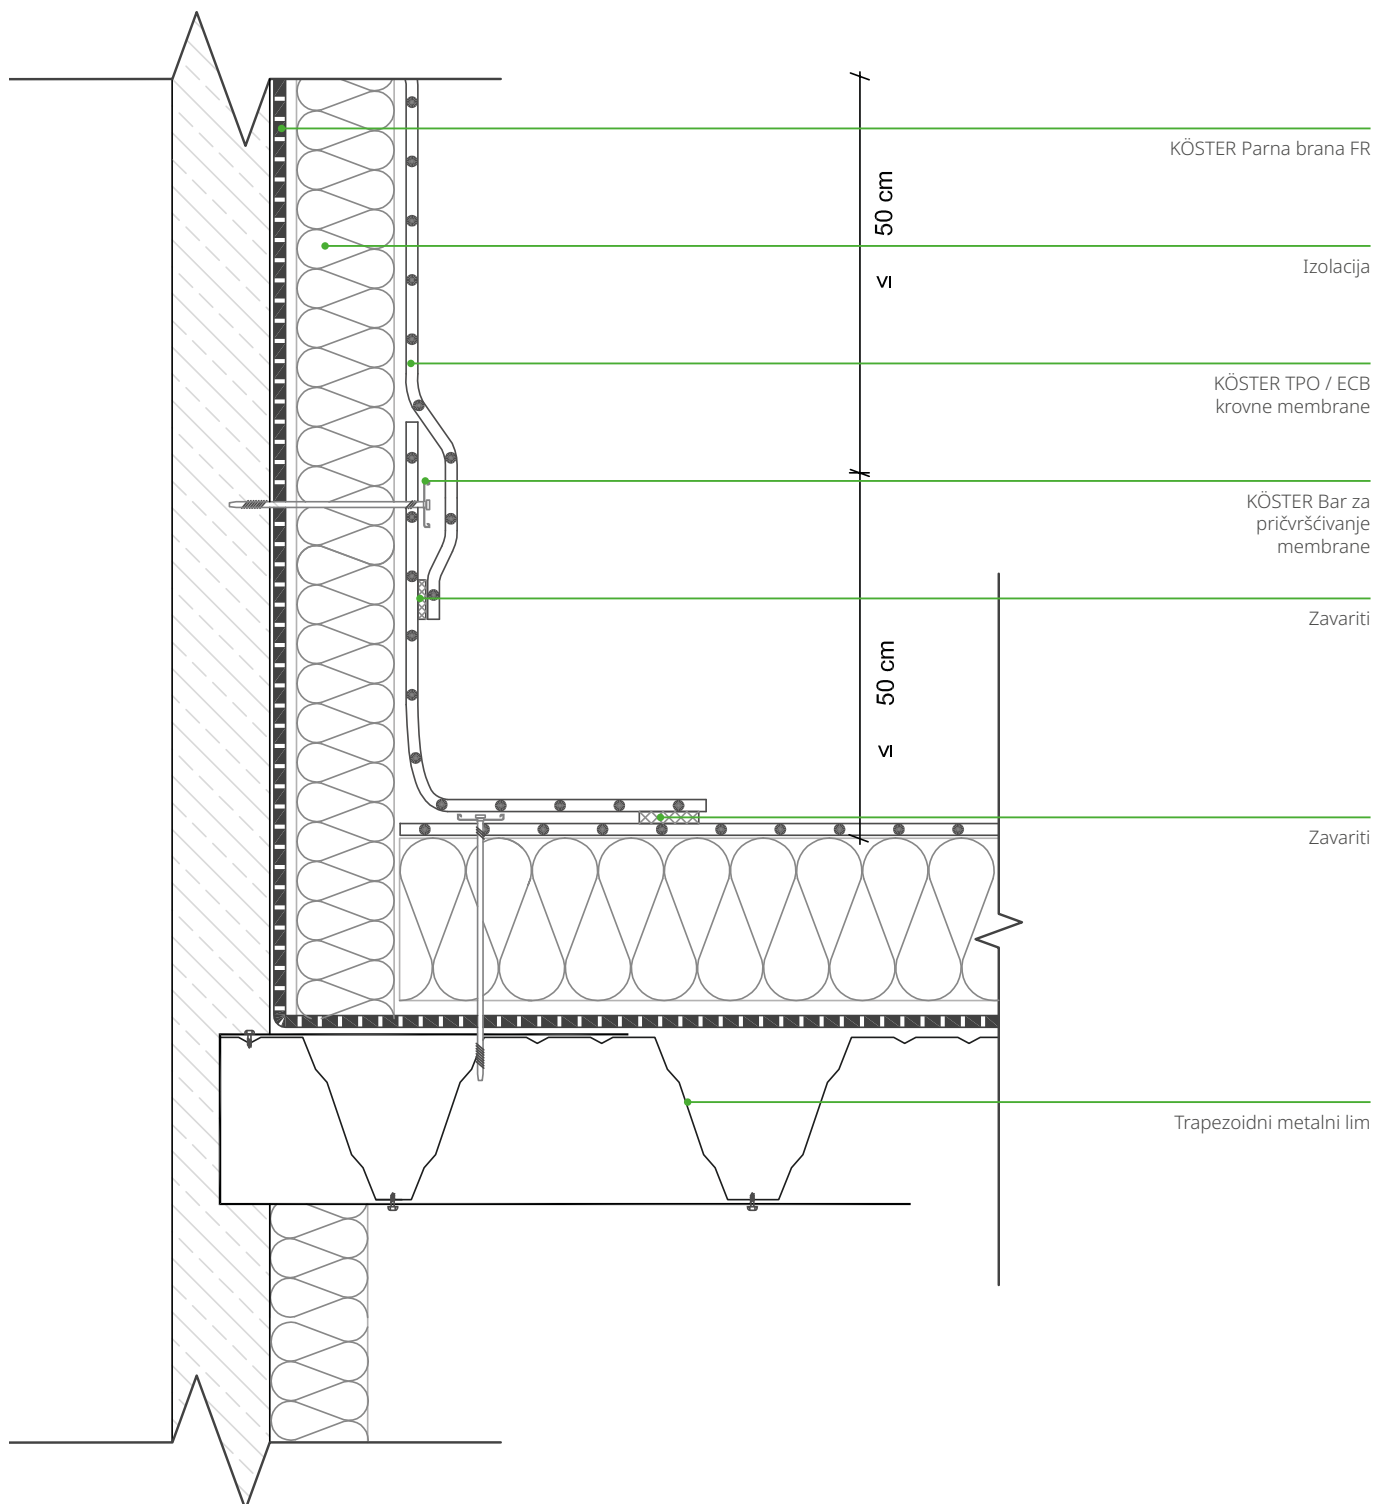 KÖSTER Parna brana FR
≤ 50 cm
Izolacija
KÖSTER TPO / ECB
krovne membrane
KÖSTER Bar za
pričvršćivanje
membrane
Zavariti
≤ 50 cm
Zavariti
Trapezoidni metalni lim